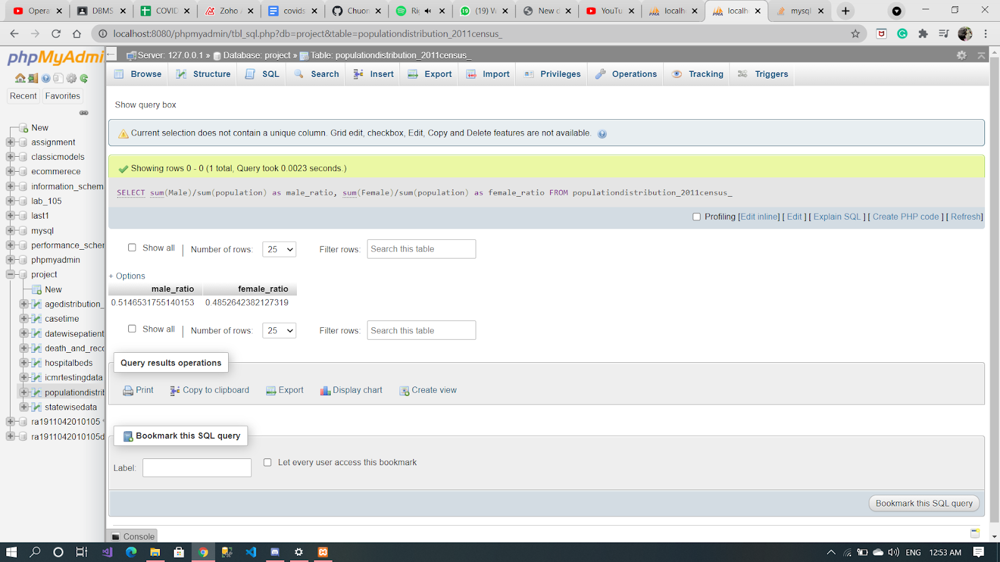 Opera
DBMS
COVID
Zoho
covids
Chuon
Rig
(19) W
New d
YouTu
localh
localh
mysql
localhost:8080/phpmyadmin/tbl_sql.php?db=project&table=populationdistribution_2011census_
phpMyAdmi
Server: 127.0.0.1 » Database: project » Table: populationdistribution_2011census_
Browse Structure SQL Search Insert Export Import Privileges Operations Tracking Triggers
Recent Favorites
New
assignment
classicmodels
ecommerece
information_schem
lab_105
last1
mysql
performance_scher
phpmyadmin
project
New
agedistribution_
casetime
datewisepatient
death_and_recc
hospitalbeds
icmrtestingdata
populationdistrib
statewisedata
ra1911042010105
ra1911042010105d
Show query box
Current selection does not contain a unique column. Grid edit, checkbox, Edit, Copy and Delete features are not available.
Showing rows 0 - 0 (1 total, Query took 0.0023 seconds.)
SELECT sum(Male)/sum(population) as male_ratio, sum(Female)/sum(population) as female_ratio FROM populationdistribution_2011census_
Profiling [Edit inline] [ Edit ] [ Explain SQL ] [ Create PHP code ] [ Refresh]
Show all | Number of rows: 25 Filter rows: Search this table
+ Options
male_ratio female_ratio
0.5146531755140153 0.4852642382127319
Show all | Number of rows: 25 Filter rows: Search this table
Query results operations
Print Copy to clipboard Export Display chart Create view
Bookmark this SQL query
Label: Let every user access this bookmark
Bookmark this SQL query
Console
ENG 12:53 AM